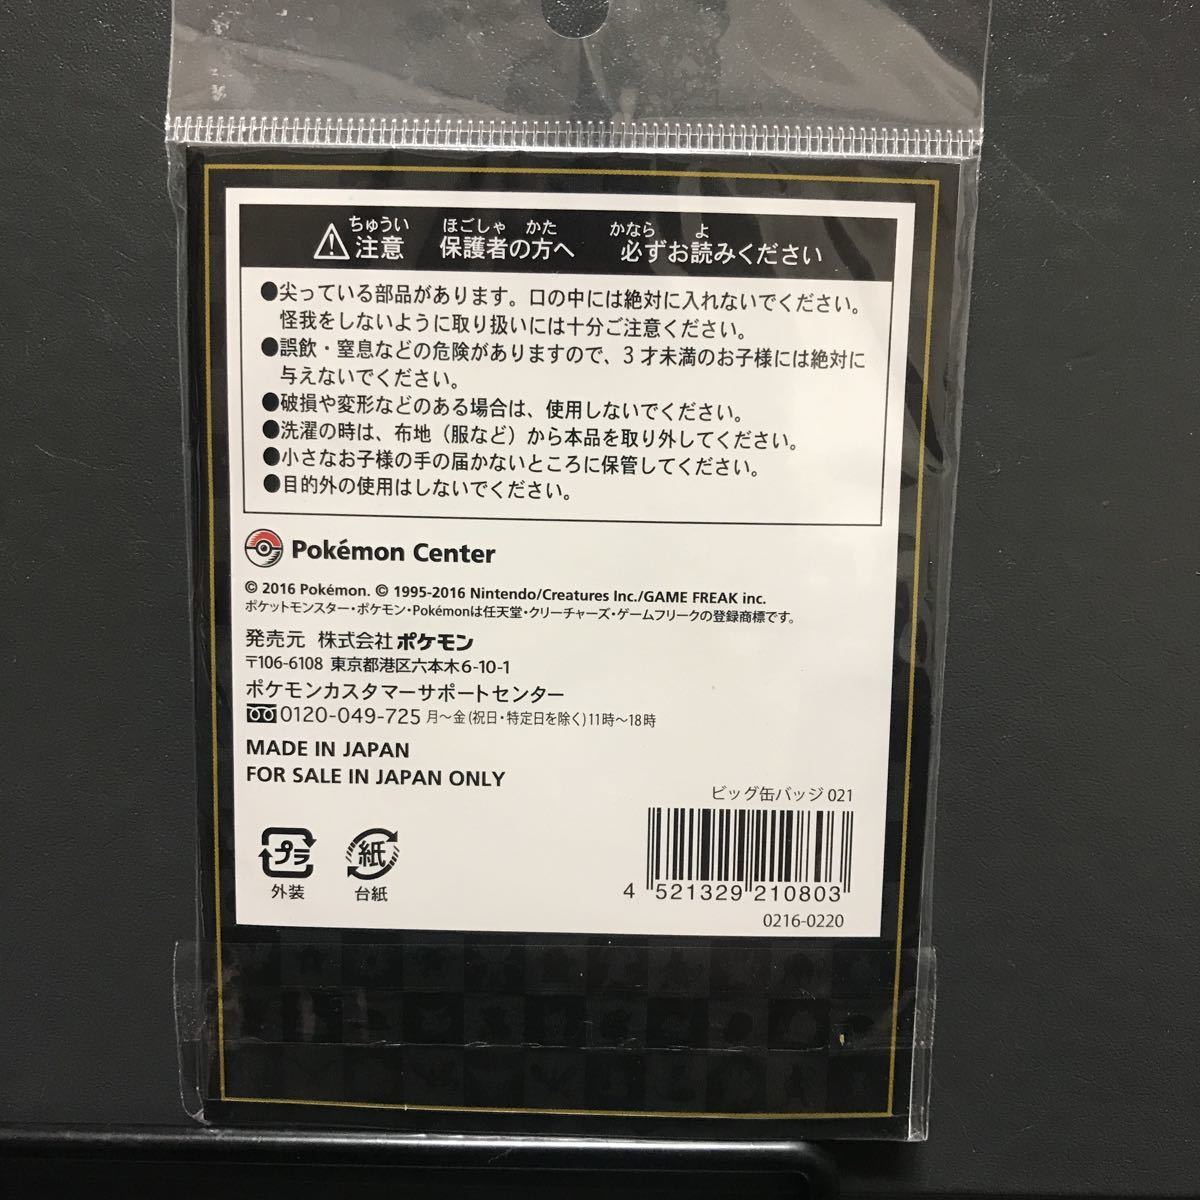 ちゅうい ほごしゃ かた かなら よ
注意 保護者の方へ 必ずお読みください
●尖っている部品があります。口の中には絶対に入れないでください。
怪我をしないように取り扱いには十分ご注意ください。
●誤飲・窒息などの危険がありますので、3才未満のお子様には絶対に
与えないでください。
●破損や変形などのある場合は、使用しないでください。
●洗濯の時は、布地（服など）から本品を取り外してください。
●小さなお子様の手の届かないところに保管してください。
●目的外の使用はしないでください。
Pokémon Center
© 2016 Pokémon. © 1995-2016 Nintendo/Creatures Inc./GAME FREAK inc.
ポケットモンスター・ポケモン・Pokémonは任天堂・クリーチャーズ・ゲームフリークの登録商標です。
発売元 株式会社ポケモン
〒106-6108 東京都港区六本木6-10-1
ポケモンカスタマーサポートセンター
0120-049-725 月～金(祝日・特定日を除く)11時～18時
MADE IN JAPAN
FOR SALE IN JAPAN ONLY
ビッグ缶バッジ 021
プラ 紙
外装 台紙
4 521329 210803
0216-0220